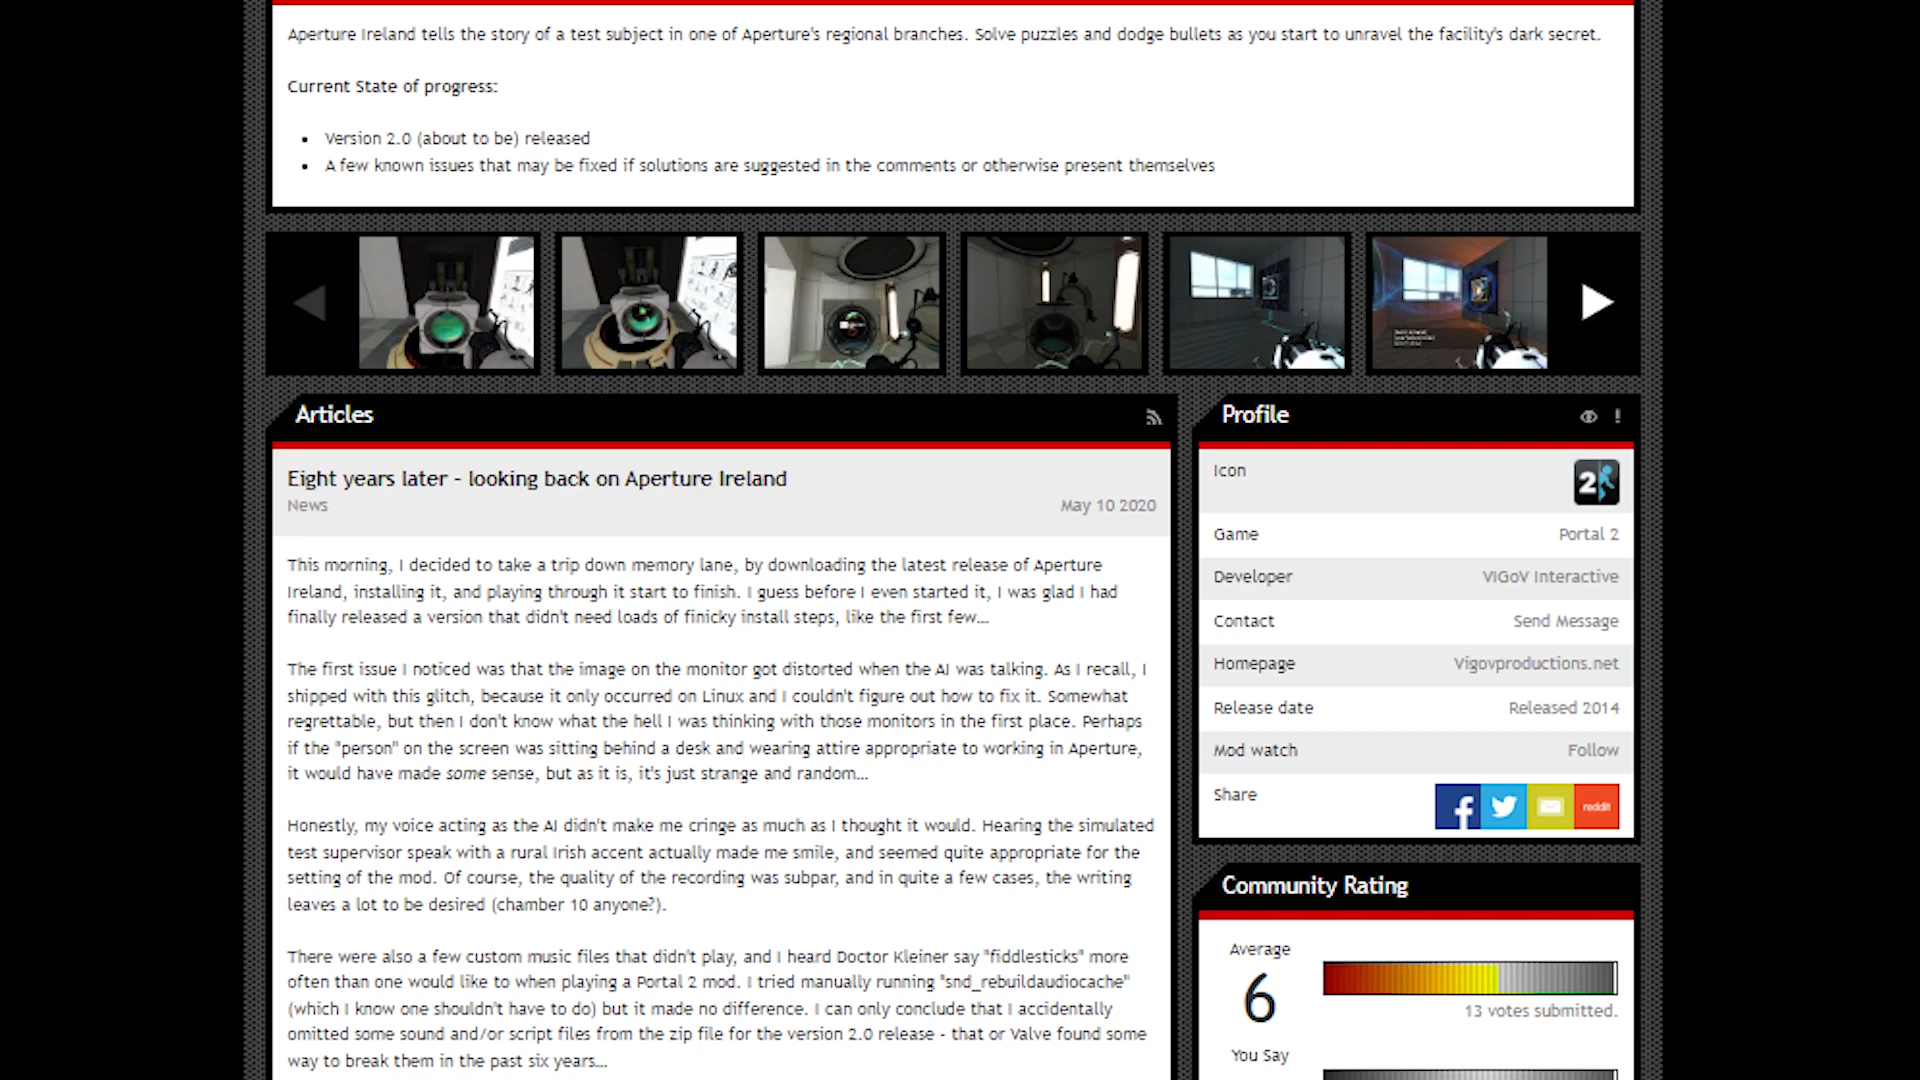 Aperture Ireland tells the story of a test subject in one of Aperture's regional branches. Solve puzzles and dodge bullets as you start to unravel the facility's dark secret.
Current State of progress:
Version 2.0 (about to be) released
A few known issues that may be fixed if solutions are suggested in the comments or otherwise present themselves
Articles
Eight years later - looking back on Aperture Ireland
News
May 10 2020
This morning, I decided to take a trip down memory lane, by downloading the latest release of Aperture
Ireland, installing it, and playing through it start to finish. I guess before I even started it, I was glad I had
finally released a version that didn't need loads of finicky install steps, like the first few...
The first issue I noticed was that the image on the monitor got distorted when the AI was talking. As I recall, I
shipped with this glitch, because it only occurred on Linux and I couldn't figure out how to fix it. Somewhat
regrettable, but then I don't know what the hell I was thinking with those monitors in the first place. Perhaps
if the "person" on the screen was sitting behind a desk and wearing attire appropriate to working in Aperture,
it would have made some sense, but as it is, it's just strange and random...
Honestly, my voice acting as the AI didn't make me cringe as much as I thought it would. Hearing the simulated
test supervisor speak with a rural Irish accent actually made me smile, and seemed quite appropriate for the
setting of the mod. Of course, the quality of the recording was subpar, and in quite a few cases, the writing
leaves a lot to be desired (chamber 10 anyone?).
There were also a few custom music files that didn't play, and I heard Doctor Kleiner say "fiddlesticks" more
often than one would like to when playing a Portal 2 mod. I tried manually running "snd_rebuildaudiocache"
(which I know one shouldn't have to do) but it made no difference. I can only conclude that I accidentally
omitted some sound and/or script files from the zip file for the version 2.0 release - that or Valve found some
way to break them in the past six years...
Profile
Icon
2
Game
Portal 2
Developer
VIGoV Interactive
Contact
Send Message
Homepage
Vigovproductions.net
Release date
Released 2014
Mod watch
Follow
Share
reddit
Community Rating
Average
6
13 votes submitted.
You Say